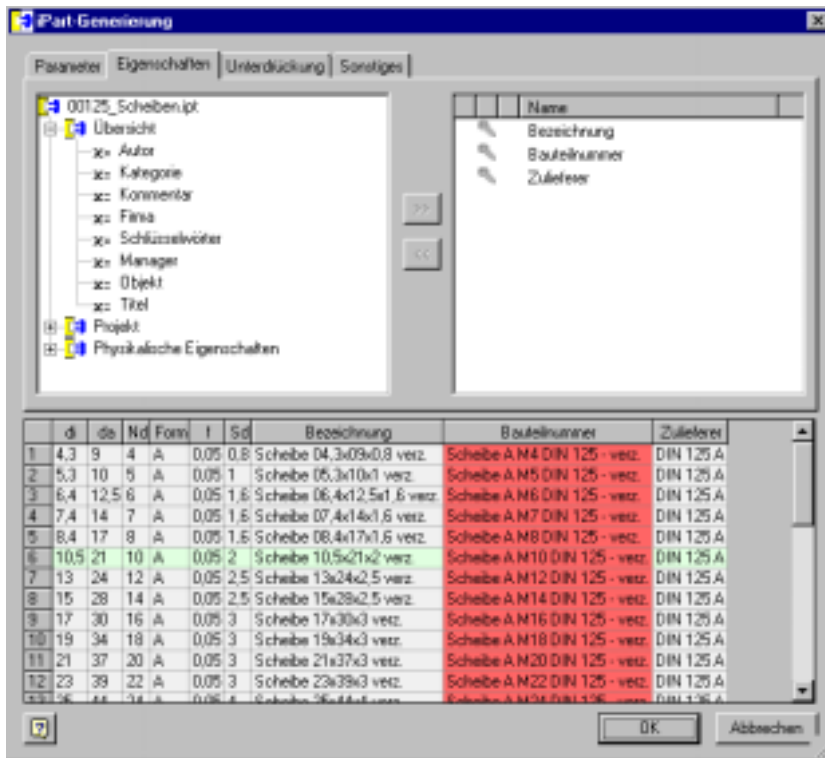 iPart-Generierung
Parameter Eigenschaften Unterdrückung Sonstiges
00125_Scheiben.ipt
Übersicht
Autor
Kategorie
Kommentar
Firma
Schlüsselwörter
Manager
Objekt
Titel
Projekt
Physikalische Eigenschaften
>>
<<
Name
Bezeichnung
Bauteilnummer
Zulieferer
di da Nd Form f Sd Bezeichnung Bauteilnummer Zulieferer
1 4,3 9 4 A 0,05 0,8 Scheibe 04,3x09x0,8 verz. Scheibe A M4 DIN 125 - verz. DIN 125 A
2 5,3 10 5 A 0,05 1 Scheibe 05,3x10x1 verz. Scheibe A M5 DIN 125 - verz. DIN 125 A
3 6,4 12,5 6 A 0,05 1,6 Scheibe 06,4x12,5x1,6 verz. Scheibe A M6 DIN 125 - verz. DIN 125 A
4 7,4 14 7 A 0,05 1,6 Scheibe 07,4x14x1,6 verz. Scheibe A M7 DIN 125 - verz. DIN 125 A
5 8,4 17 8 A 0,05 1,6 Scheibe 08,4x17x1,6 verz. Scheibe A M8 DIN 125 - verz. DIN 125 A
6 10,5 21 10 A 0,05 2 Scheibe 10,5x21x2 verz. Scheibe A M10 DIN 125 - verz. DIN 125 A
7 13 24 12 A 0,05 2,5 Scheibe 13x24x2,5 verz. Scheibe A M12 DIN 125 - verz. DIN 125 A
8 15 28 14 A 0,05 2,5 Scheibe 15x28x2,5 verz. Scheibe A M14 DIN 125 - verz. DIN 125 A
9 17 30 16 A 0,05 3 Scheibe 17x30x3 verz. Scheibe A M16 DIN 125 - verz. DIN 125 A
10 19 34 18 A 0,05 3 Scheibe 19x34x3 verz. Scheibe A M18 DIN 125 - verz. DIN 125 A
11 21 37 20 A 0,05 3 Scheibe 21x37x3 verz. Scheibe A M20 DIN 125 - verz. DIN 125 A
12 23 39 22 A 0,05 3 Scheibe 23x39x3 verz. Scheibe A M22 DIN 125 - verz. DIN 125 A
OK Abbrechen